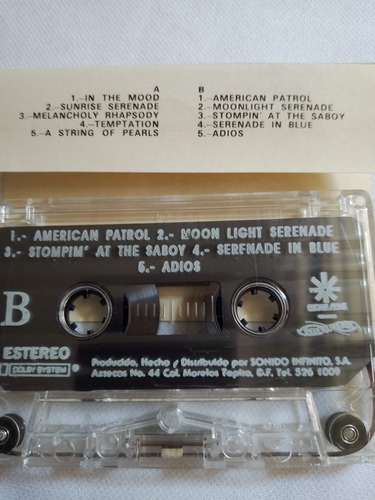 A
1.-IN THE MOOD
2.-SUNRISE SERENADE
3.-MELANCHOLY RHAPSODY
4.-TEMPTATION
5.-A STRING OF PEARLS
B
1.-AMERICAN PATROL
2.-MOONLIGHT SERENADE
3.-STOMPIN' AT THE SABOY
4.-SERENADE IN BLUE
5.-ADIOS
1.- AMERICAN PATROL 2.- MOON LIGHT SERENADE
3.- STOMPIN' AT THE SABOY 4.- SERENADE IN BLUE
5.- ADIOS
B
ESTEREO
DOLBY SYSTEM
Producido, Hecho y Distribuido por SONIDO INFINITO, S.A.
Aztecas No. 44 Col. Morelos Tepito, D.F. Tel. 526 1009